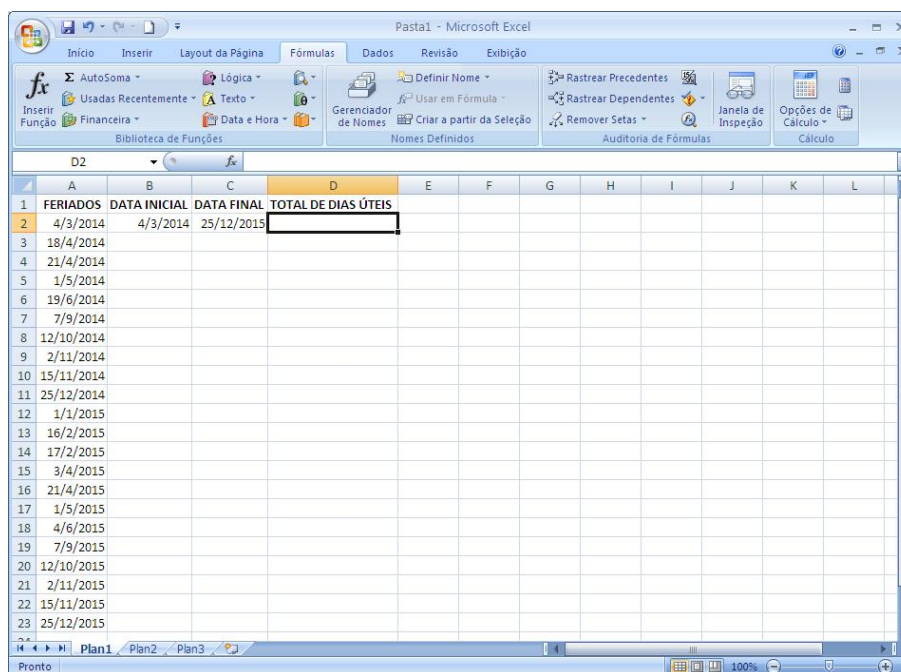 Pasta1 - Microsoft Excel
Início Inserir Layout da Página Fórmulas Dados Revisão Exibição
fx Inserir Função
Σ AutoSoma
Usadas Recentemente
Financeira
Lógica
Texto
Data e Hora
Biblioteca de Funções
Gerenciador de Nomes
Definir Nome
Usar em Fórmula
Criar a partir da Seleção
Nomes Definidos
Rastrear Precedentes
Rastrear Dependentes
Remover Setas
Janela de Inspeção
Auditoria de Fórmulas
Opções de Cálculo
Cálculo
D2 fx
A B C D E F G H I J K L
1 FERIADOS DATA INICIAL DATA FINAL TOTAL DE DIAS ÚTEIS
2 4/3/2014 4/3/2014 25/12/2015
3 18/4/2014
4 21/4/2014
5 1/5/2014
6 19/6/2014
7 7/9/2014
8 12/10/2014
9 2/11/2014
10 15/11/2014
11 25/12/2014
12 1/1/2015
13 16/2/2015
14 17/2/2015
15 3/4/2015
16 21/4/2015
17 1/5/2015
18 4/6/2015
19 7/9/2015
20 12/10/2015
21 2/11/2015
22 15/11/2015
23 25/12/2015
Plan1 Plan2 Plan3
Pronto 100%